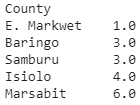 County
E. Markwet 1.0
Baringo 3.0
Samburu 3.0
Isiolo 4.0
Marsabit 6.0